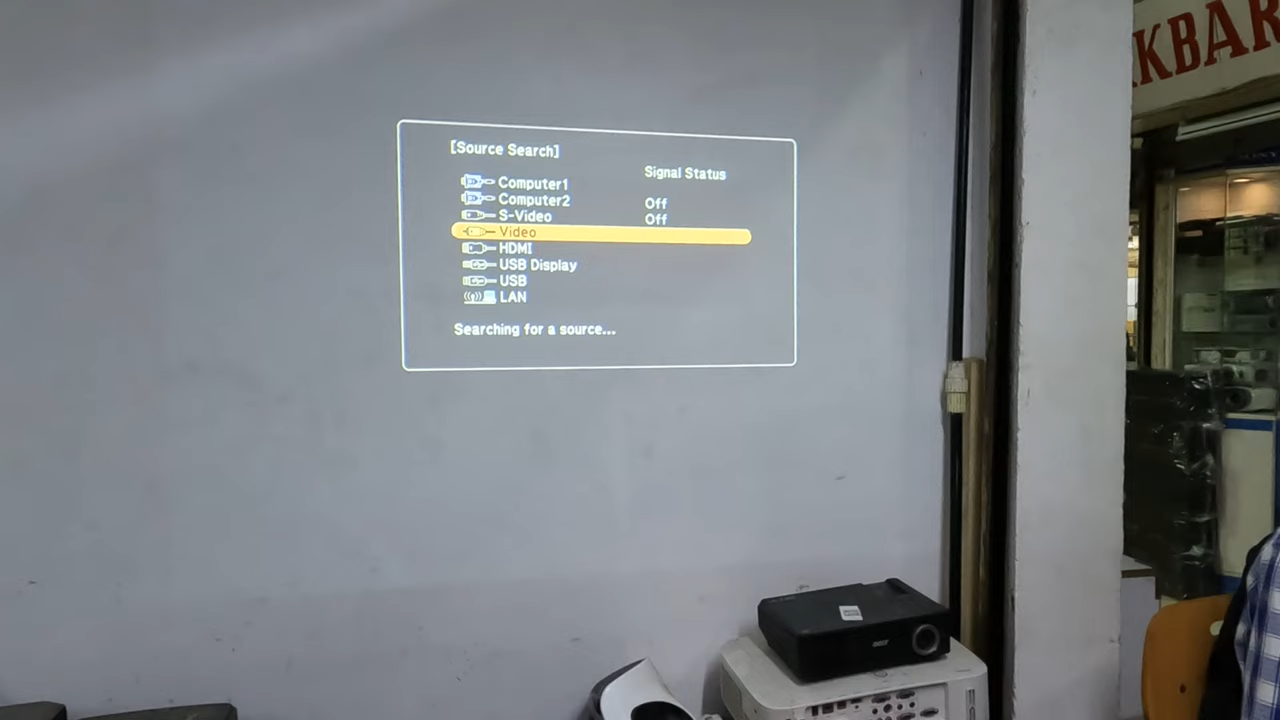 [Source Search]
Signal Status
Computer1
Computer2 Off
S-Video Off
Video
HMDI
USB Display
USB
LAN
Searching for a source...
KBAR
acer